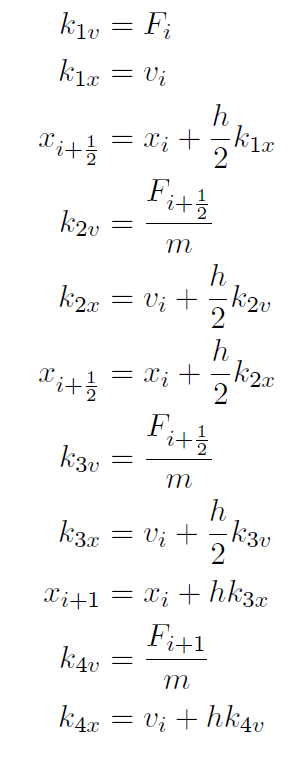 k_{1v} = F_i
k_{1x} = v_i
x_{i+\frac{1}{2}} = x_i + \frac{h}{2}k_{1x}
k_{2v} = \frac{F_{i+\frac{1}{2}}}{m}
k_{2x} = v_i + \frac{h}{2}k_{2v}
x_{i+\frac{1}{2}} = x_i + \frac{h}{2}k_{2x}
k_{3v} = \frac{F_{i+\frac{1}{2}}}{m}
k_{3x} = v_i + \frac{h}{2}k_{3v}
x_{i+1} = x_i + hk_{3x}
k_{4v} = \frac{F_{i+1}}{m}
k_{4x} = v_i + hk_{4v}